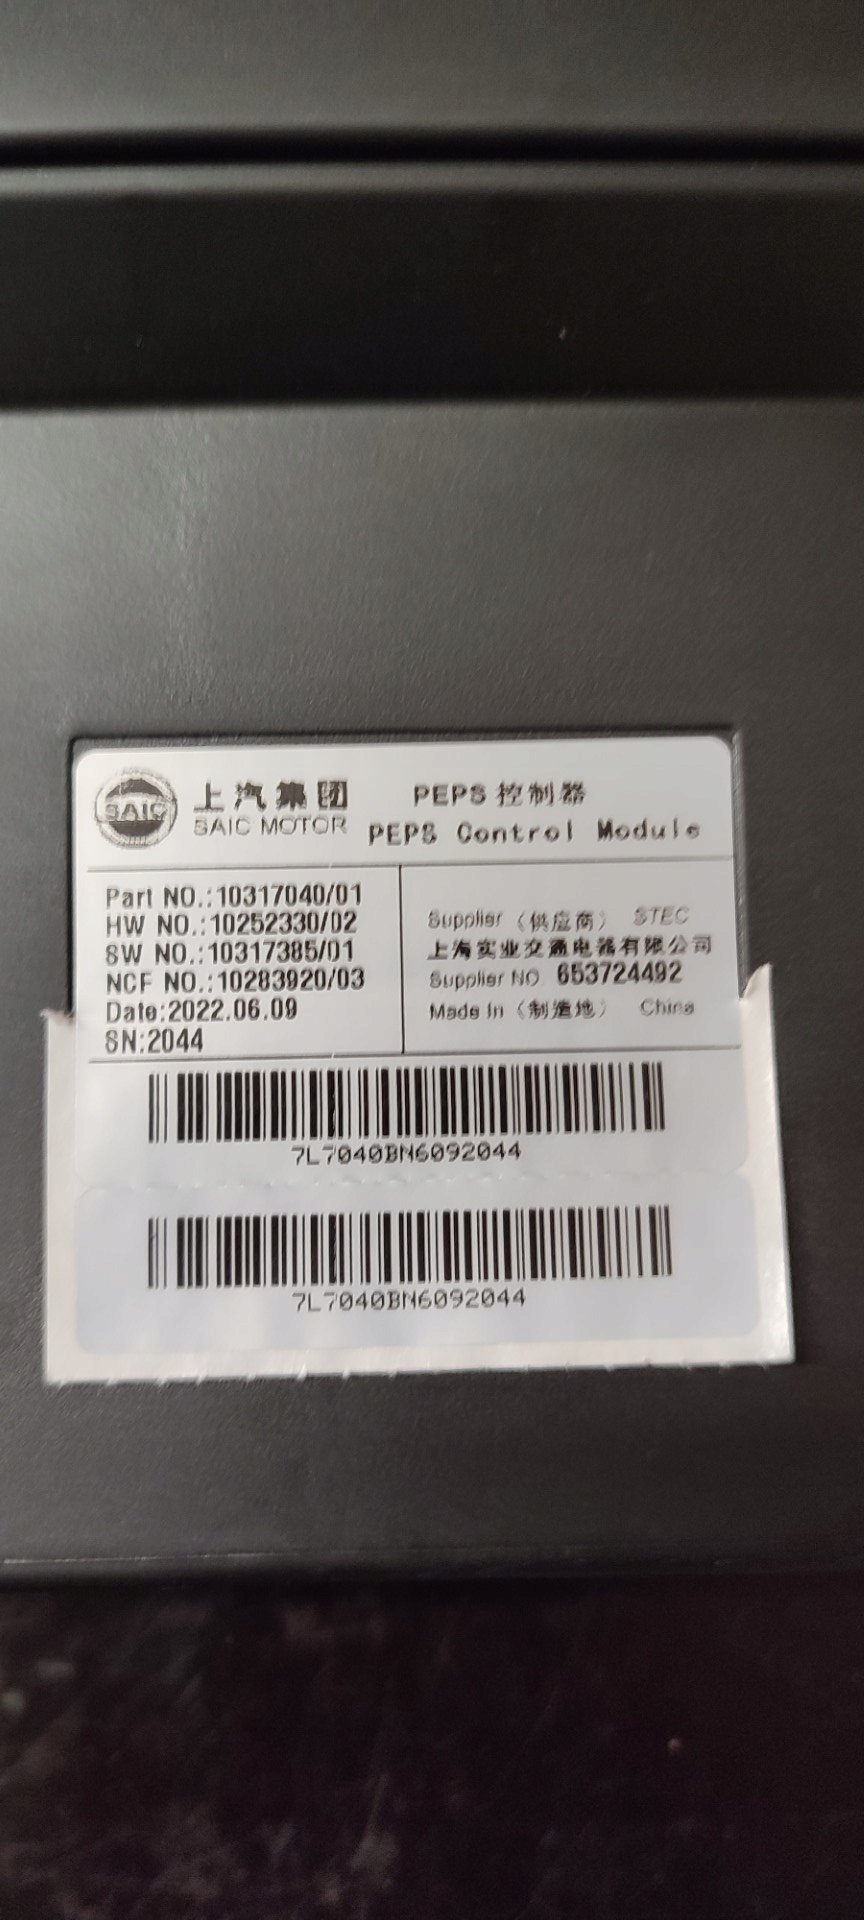 SAIC
上汽集团
SAIC MOTOR
PEPS 控制器
PEPS Control Module
Part NO.:10317040/01
HW NO.:10252330/02
SW NO.:10317385/01
NCF NO.:10283920/03
Date:2022.06.09
SN:2044
Supplier（供应商） STEC
上海实业交通电器有限公司
Supplier NO. 653724492
Made In（制造地） China
7L7040BN6092044
7L7040BN6092044